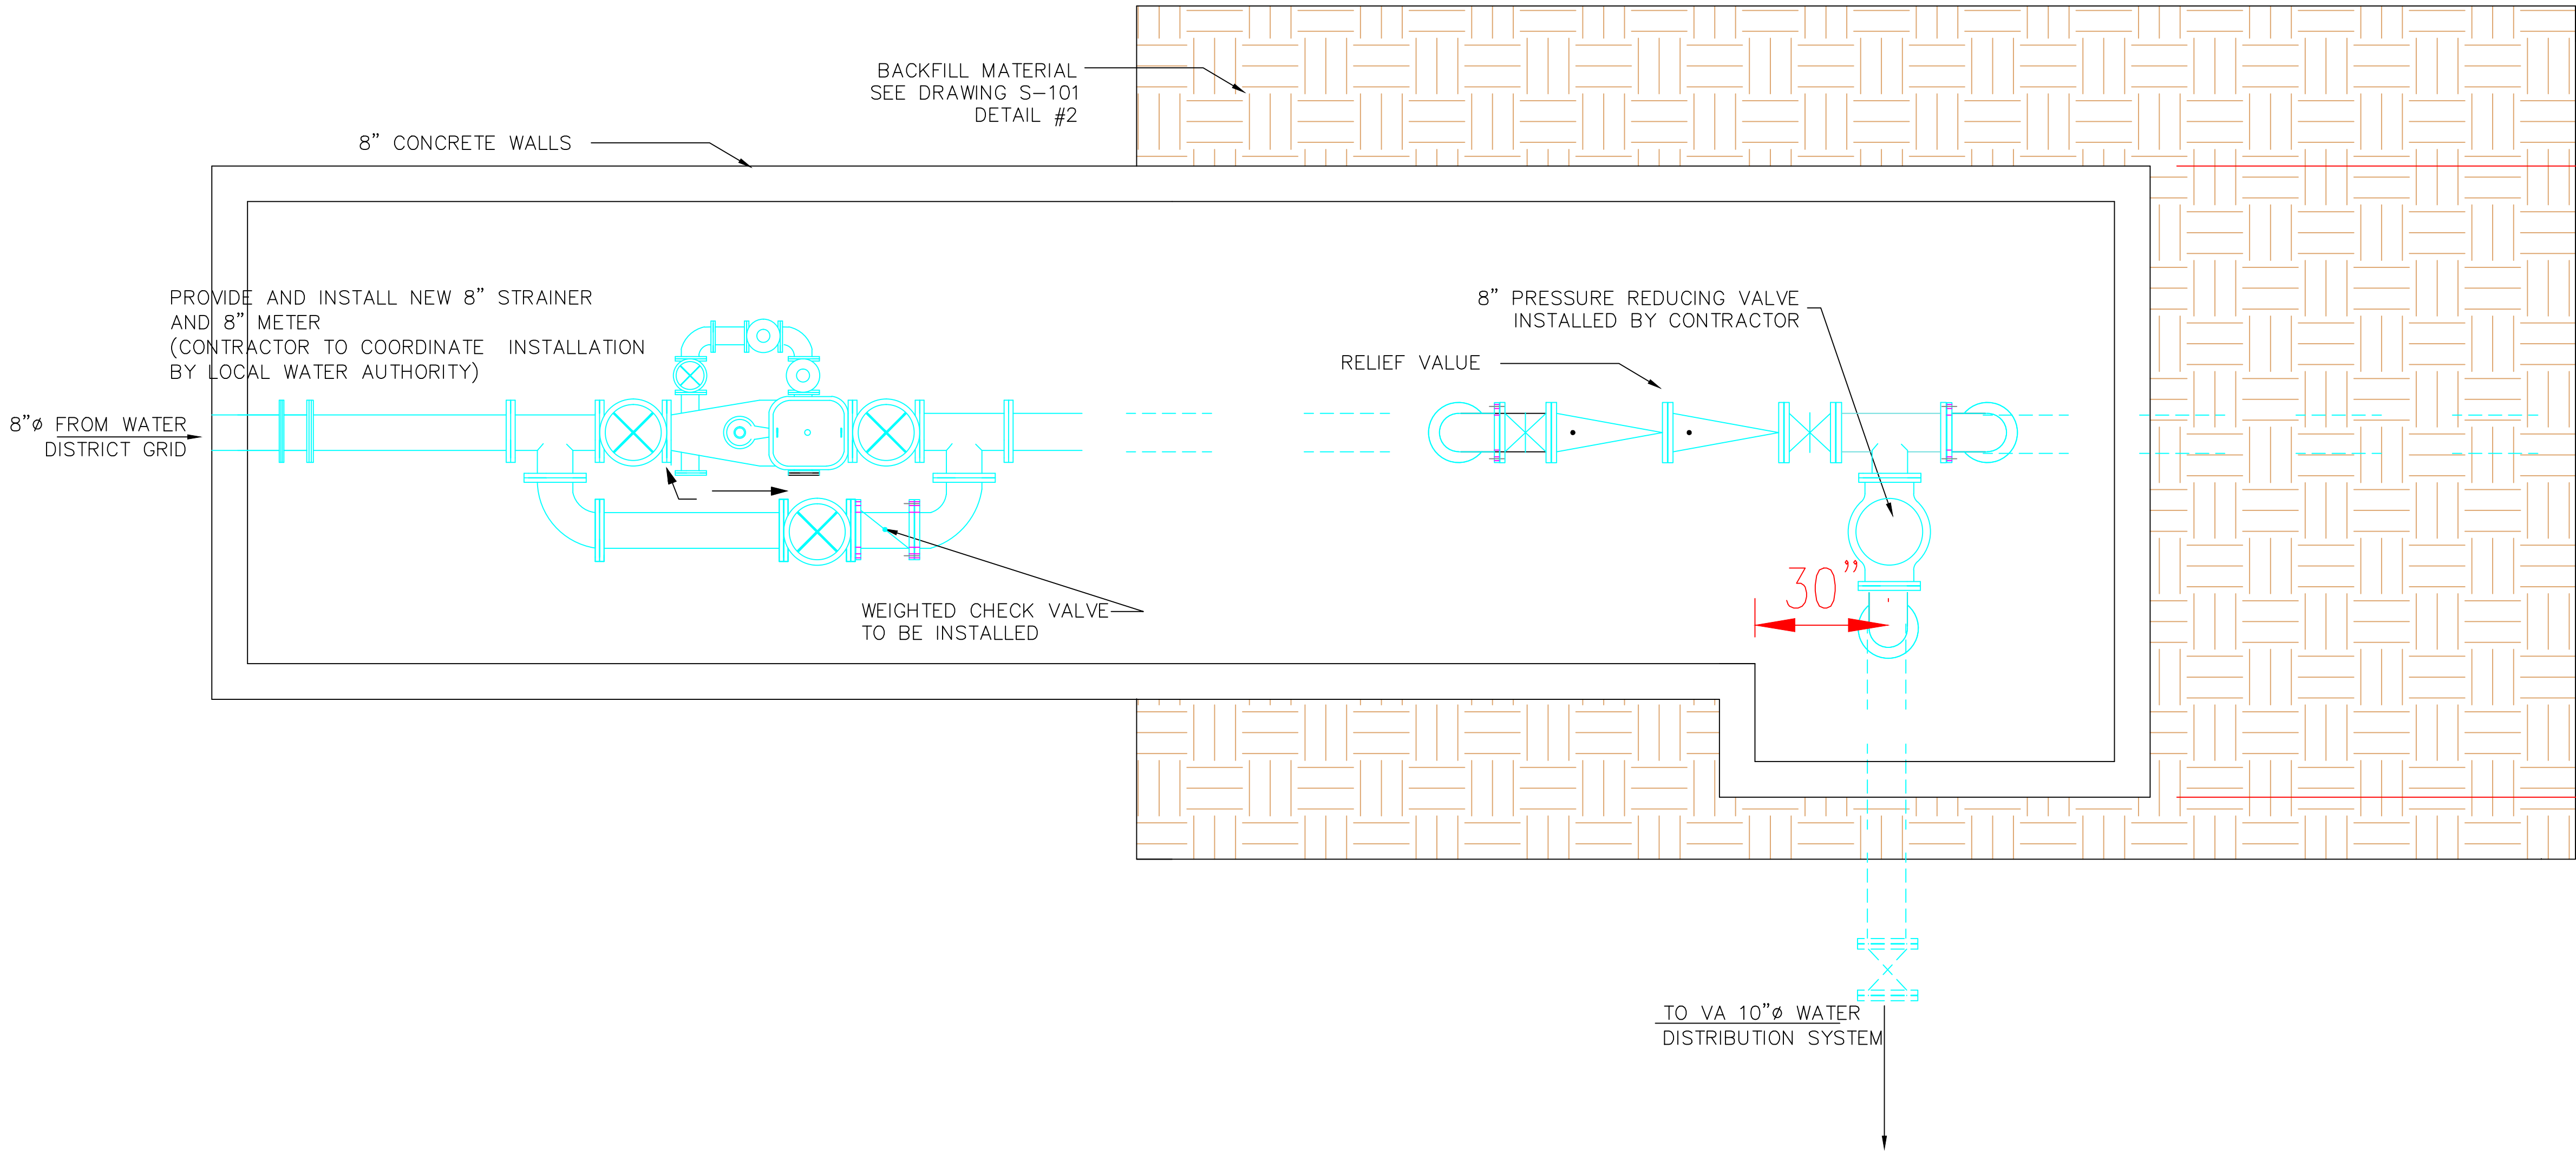 BACKFILL MATERIAL
SEE DRAWING S-101
DETAIL #2
8" CONCRETE WALLS
PROVIDE AND INSTALL NEW 8" STRAINER
AND 8" METER
(CONTRACTOR TO COORDINATE INSTALLATION
BY LOCAL WATER AUTHORITY)
8" PRESSURE REDUCING VALVE
INSTALLED BY CONTRACTOR
RELIEF VALUE
8"ø FROM WATER
DISTRICT GRID
30"
WEIGHTED CHECK VALVE
TO BE INSTALLED
TO VA 10"ø WATER
DISTRIBUTION SYSTEM